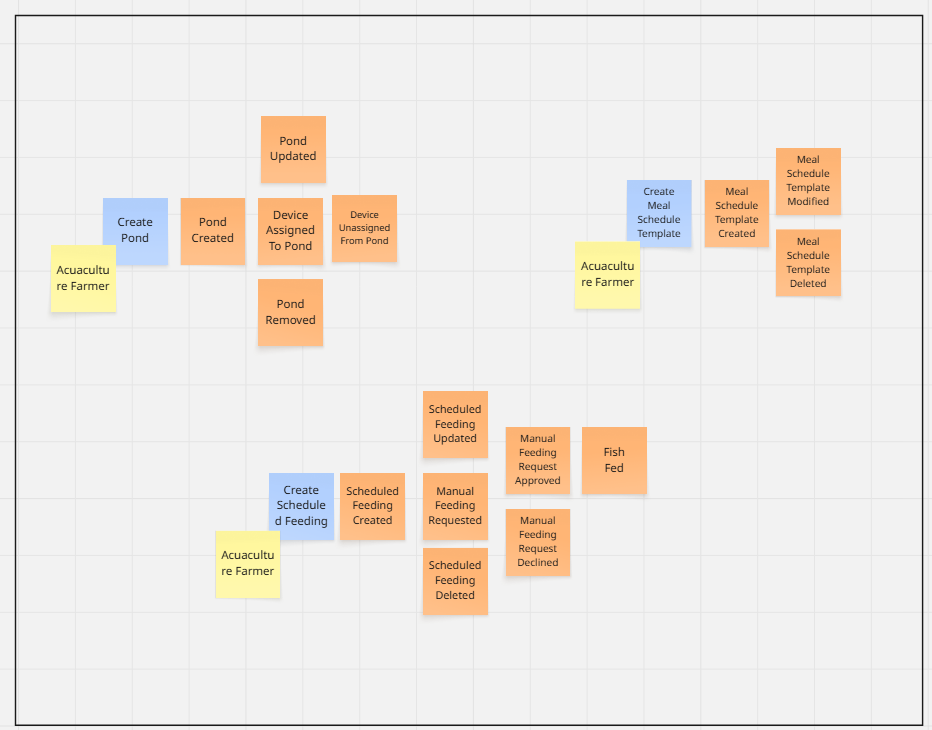 Pond
Updated
Create
Pond
Pond
Created
Device
Assigned
To Pond
Device
Unassigned
From Pond
Acuacultu
re Farmer
Pond
Removed
Meal
Schedule
Template
Modified
Create
Meal
Schedule
Template
Meal
Schedule
Template
Created
Acuacultu
re Farmer
Meal
Schedule
Template
Deleted
Scheduled
Feeding
Updated
Manual
Feeding
Request
Approved
Fish
Fed
Create
Schedule
d Feeding
Scheduled
Feeding
Created
Manual
Feeding
Requested
Manual
Feeding
Request
Declined
Acuacultu
re Farmer
Scheduled
Feeding
Deleted